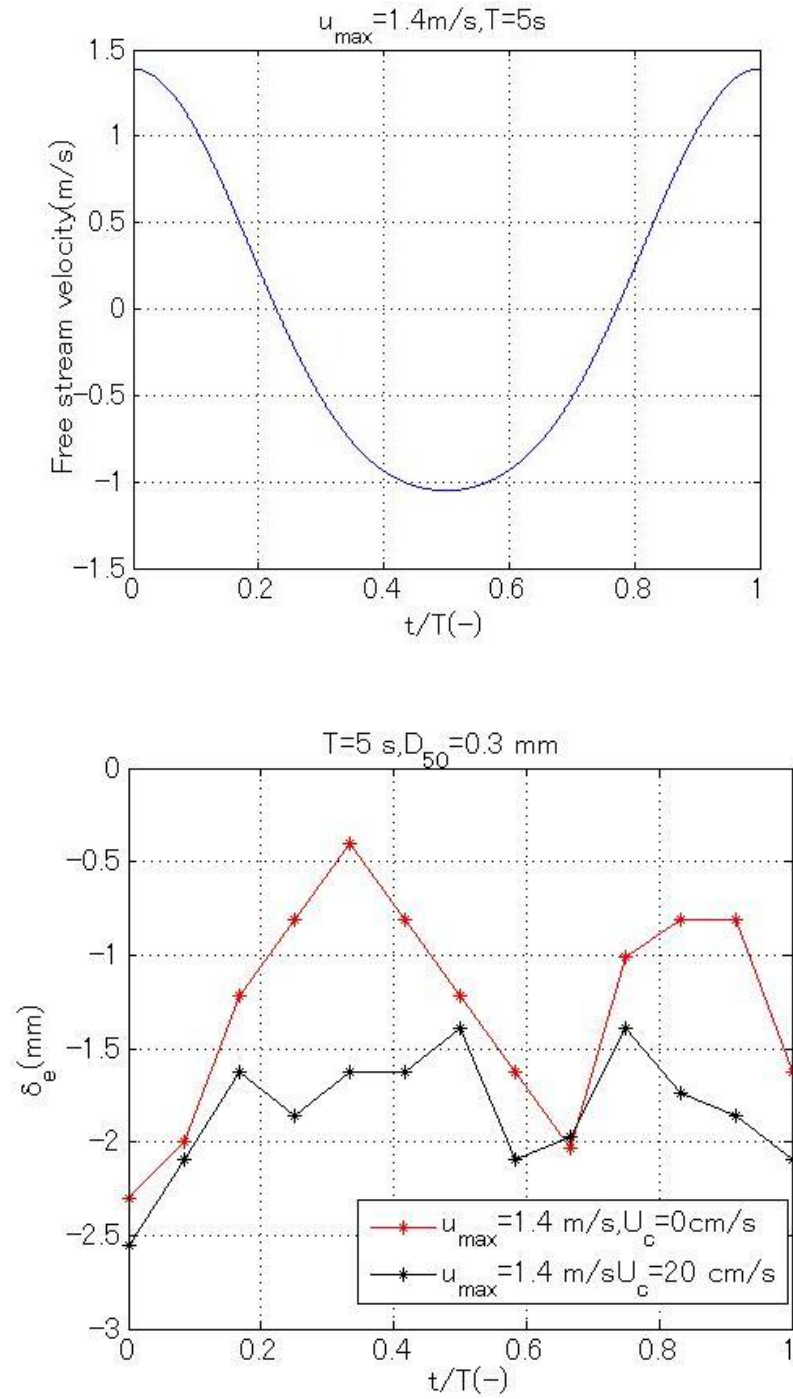 u_max=1.4m/s,T=5s
1.5
1
0.5
0
−0.5
−1
−1.5
Free stream velocity(m/s)
0 0.2 0.4 0.6 0.8 1
t/T(−)
T=5 s,D_50=0.3 mm
0
−0.5
−1
−1.5
−2
−2.5
−3
δ_e(mm)
u_max=1.4 m/s,U_c=0cm/s
u_max=1.4 m/sU_c=20 cm/s
0 0.2 0.4 0.6 0.8 1
t/T(−)